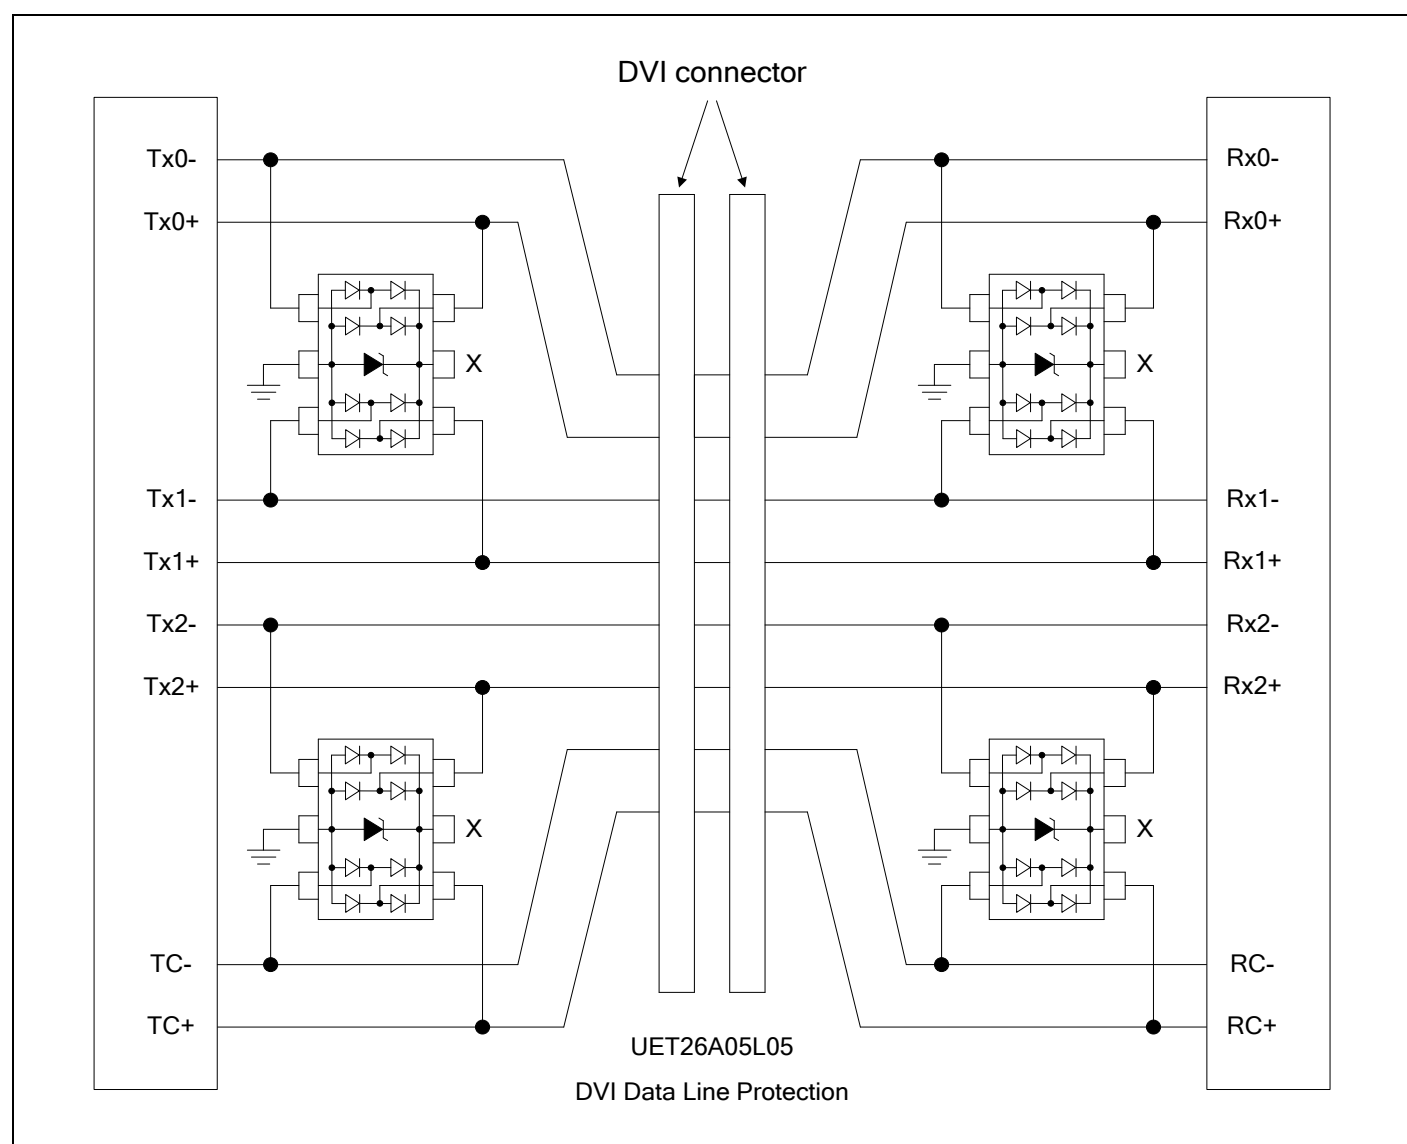 DVI connector
Tx0-
Rx0-
Tx0+
Rx0+
X
X
Tx1-
Rx1-
Tx1+
Rx1+
Tx2-
Rx2-
Tx2+
Rx2+
X
X
TC-
RC-
TC+
RC+
UET26A05L05
DVI Data Line Protection